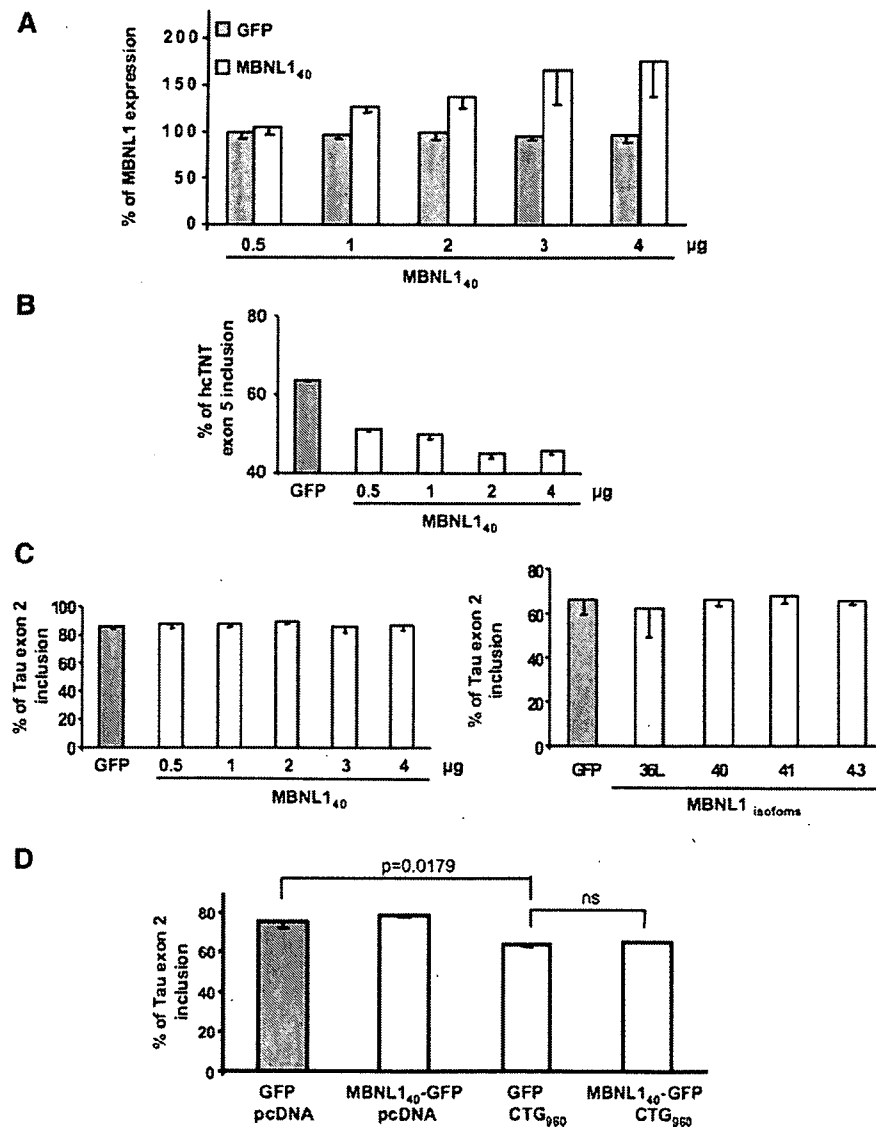 A
% of MBNL1 expression
200
150
100
50
0
GFP
MBNL1₄₀
0.5 1 2 3 4 µg
MBNL1₄₀
B
% of hcTNT
exon 5 inclusion
80
60
40
GFP 0.5 1 2 4 µg
MBNL1₄₀
C
% of Tau exon 2
inclusion
100
80
60
40
20
0
GFP 0.5 1 2 3 4 µg
MBNL1₄₀
% of Tau exon 2
inclusion
80
60
40
20
0
GFP 36L 40 41 43
MBNL1 isofoms
D
p=0.0179
ns
% of Tau exon 2
inclusion
80
60
40
20
0
GFP MBNL1₄₀-GFP GFP MBNL1₄₀-GFP
pcDNA pcDNA CTG₉₆₀ CTG₉₆₀